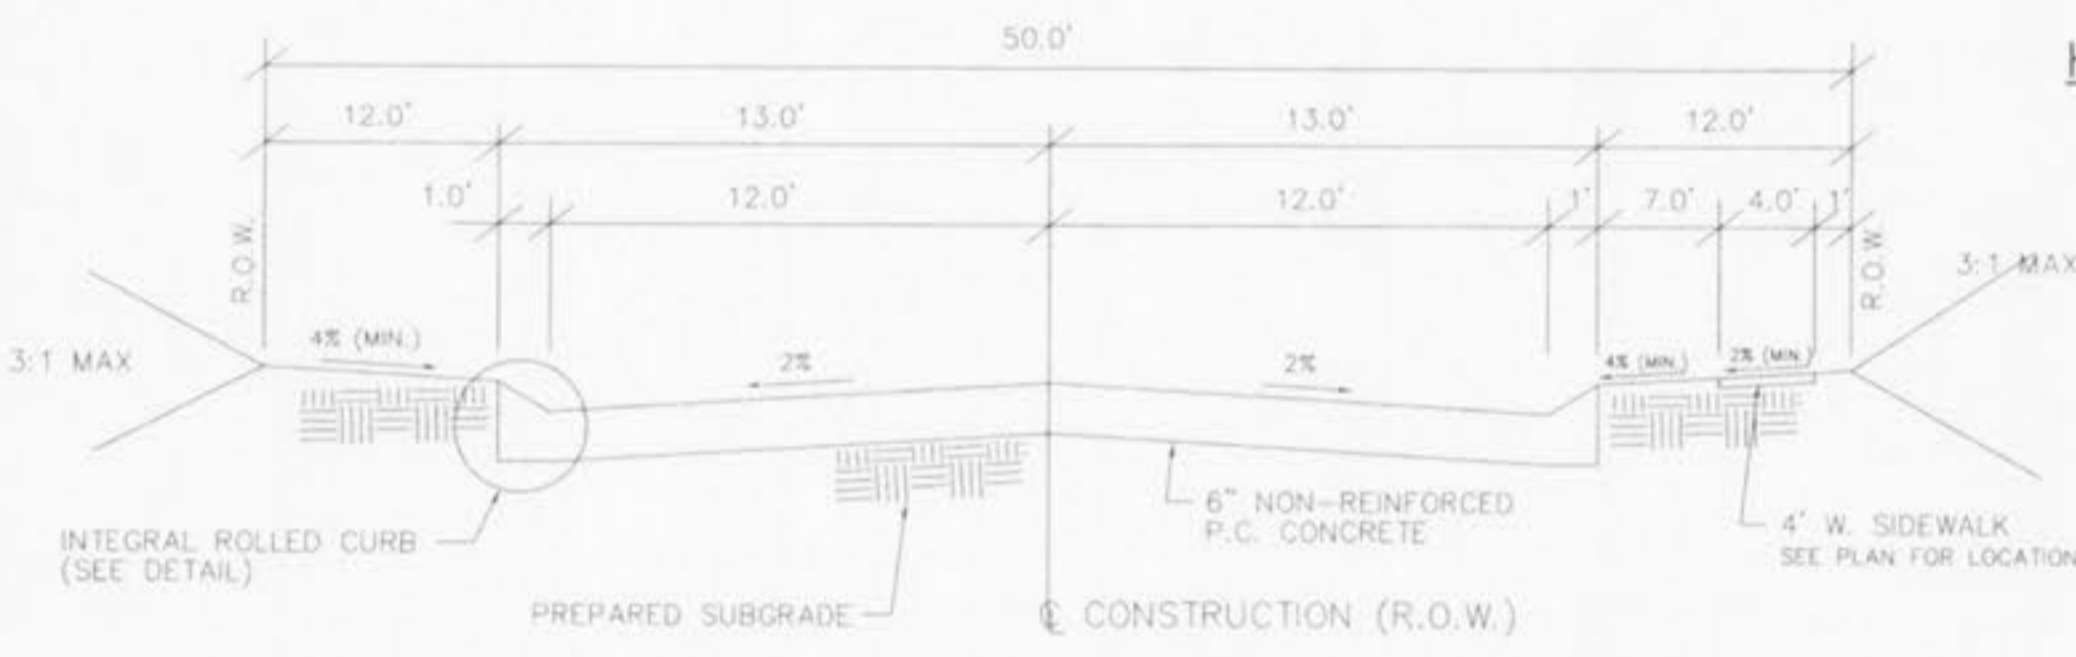 50.0'
12.0' 13.0' 13.0' 12.0'
1.0' 12.0' 12.0' 1' 7.0' 4.0' 1'
R.O.W. R.O.W.
3:1 MAX
3:1 MAX
4% (MIN.) 2% 2% 4% (MIN.) 2% (MIN.)
INTEGRAL ROLLED CURB
(SEE DETAIL)
PREPARED SUBGRADE
6" NON-REINFORCED
P.C. CONCRETE
4' W. SIDEWALK
SEE PLAN FOR LOCATION
℄ CONSTRUCTION (R.O.W.)